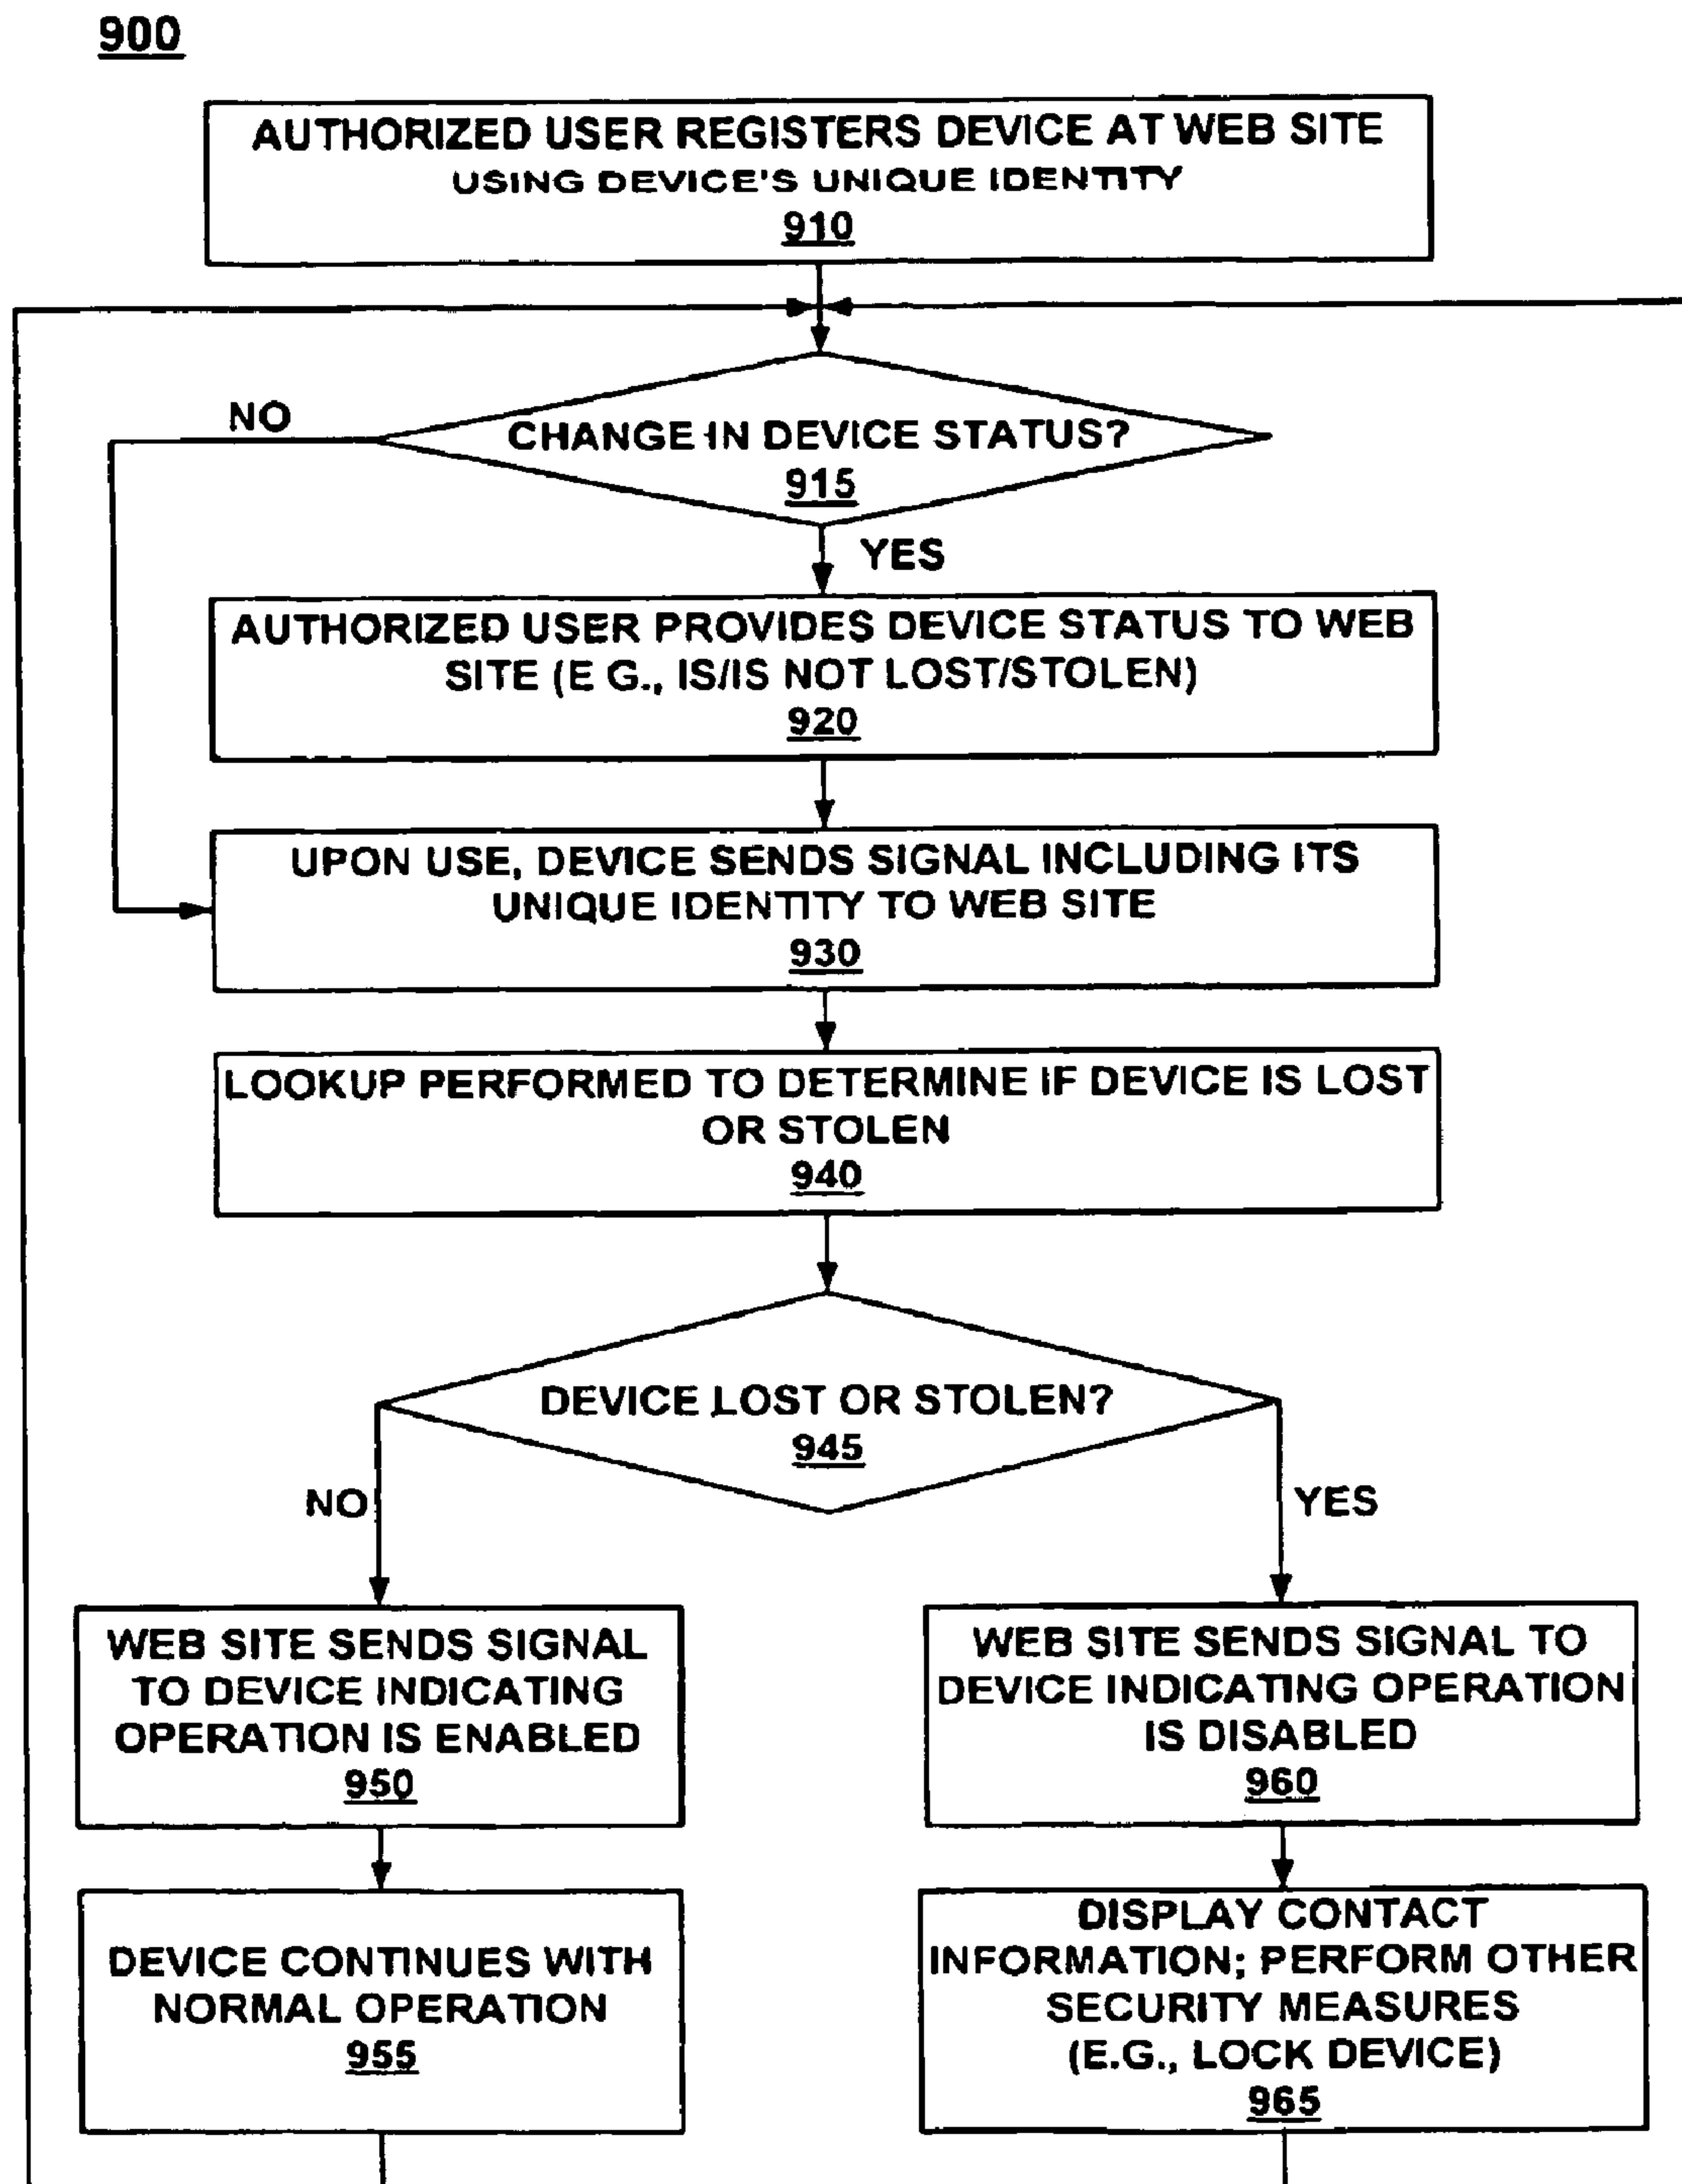 900
AUTHORIZED USER REGISTERS DEVICE AT WEB SITE
USING DEVICE'S UNIQUE IDENTITY
910
NO
CHANGE IN DEVICE STATUS?
915
YES
AUTHORIZED USER PROVIDES DEVICE STATUS TO WEB
SITE (E G., IS/IS NOT LOST/STOLEN)
920
UPON USE, DEVICE SENDS SIGNAL INCLUDING ITS
UNIQUE IDENTITY TO WEB SITE
930
LOOKUP PERFORMED TO DETERMINE IF DEVICE IS LOST
OR STOLEN
940
DEVICE LOST OR STOLEN?
945
NO
YES
WEB SITE SENDS SIGNAL
TO DEVICE INDICATING
OPERATION IS ENABLED
950
WEB SITE SENDS SIGNAL TO
DEVICE INDICATING OPERATION
IS DISABLED
960
DEVICE CONTINUES WITH
NORMAL OPERATION
955
DISPLAY CONTACT
INFORMATION; PERFORM OTHER
SECURITY MEASURES
(E.G., LOCK DEVICE)
965